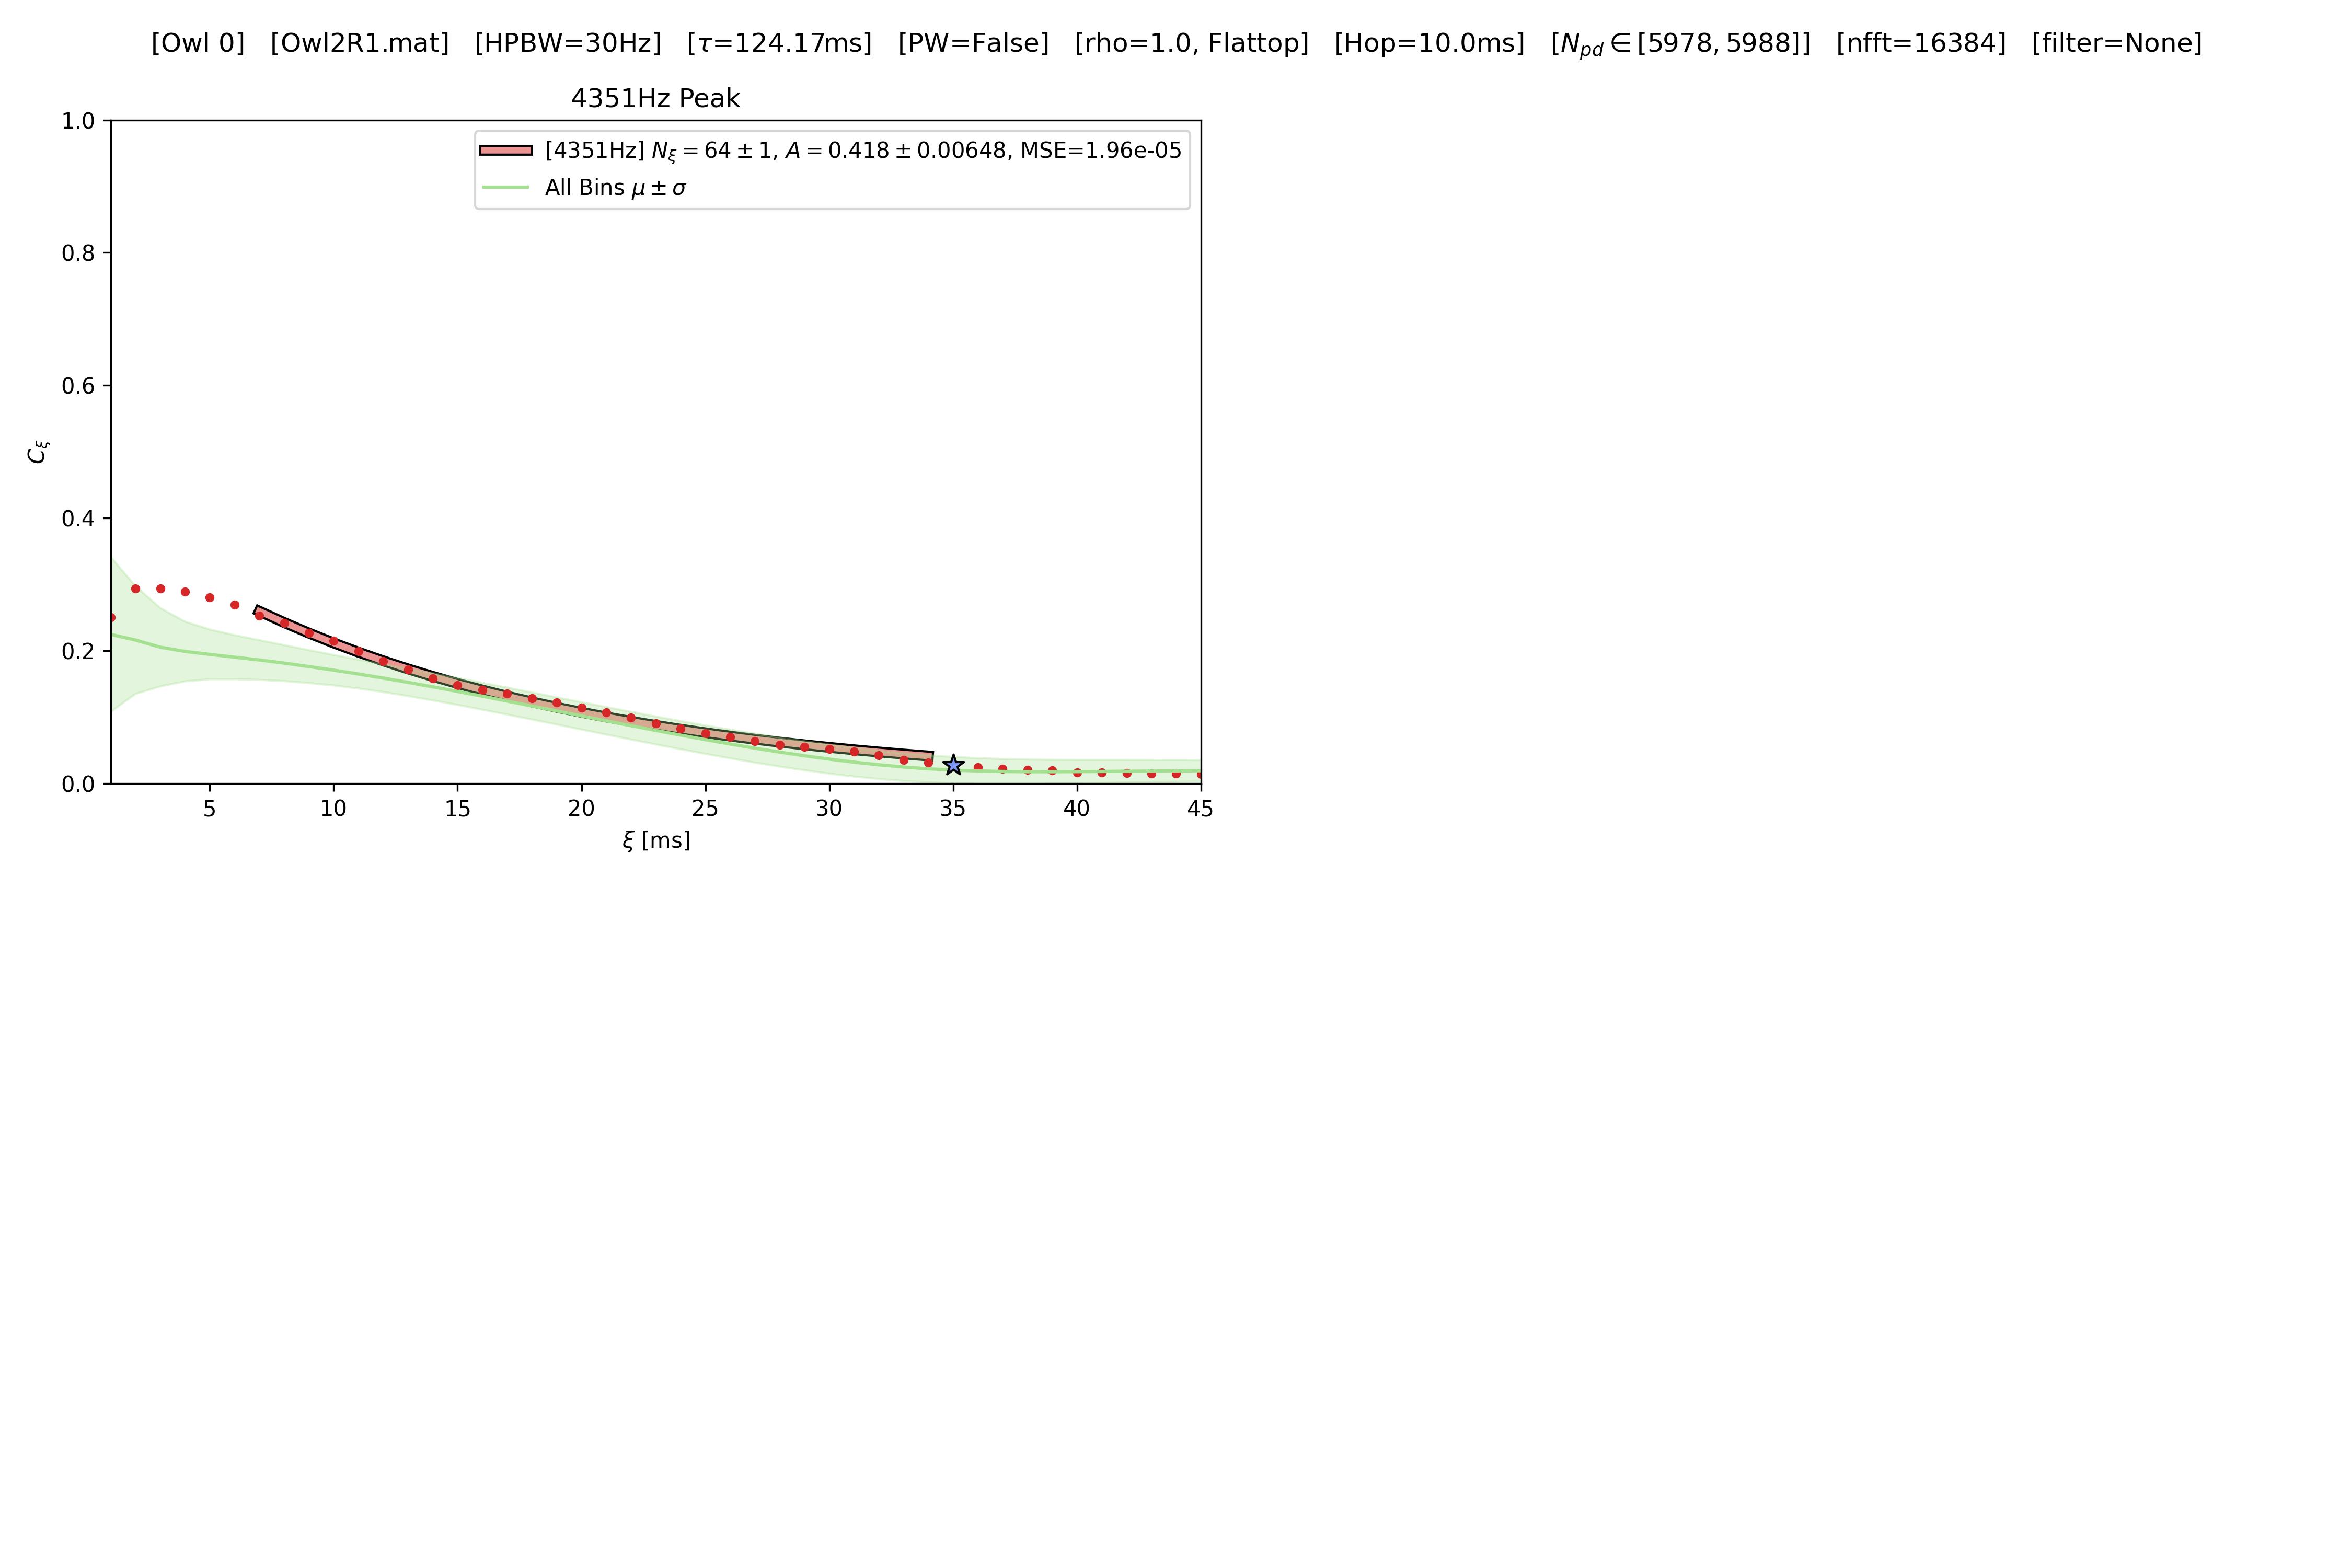 [Owl 0]   [Owl2R1.mat]   [HPBW=30Hz]   [τ=124.17ms]   [PW=False]   [rho=1.0, Flattop]   [Hop=10.0ms]   [N_pd ∈ [5978, 5988]]   [nfft=16384]   [filter=None]
4351Hz Peak
[4351Hz] N_ξ = 64 ± 1, A = 0.418 ± 0.00648, MSE=1.96e-05
All Bins μ ± σ
1.0
0.8
0.6
0.4
0.2
0.0
C_ξ
5 10 15 20 25 30 35 40 45
ξ [ms]